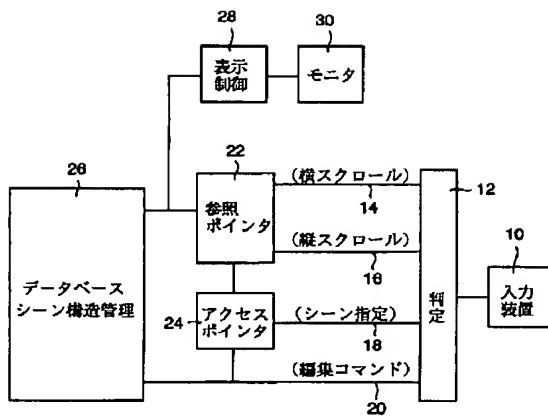 28
30
表示
制御
モニタ
26
22
(横スクロール)
12
14
参照
ポインタ
10
(縦スクロール)
16
入力
装置
データベース
シーン構造管理
24
アクセス
ポインタ
(シーン指定)
18
判定
(編集コマンド)
20